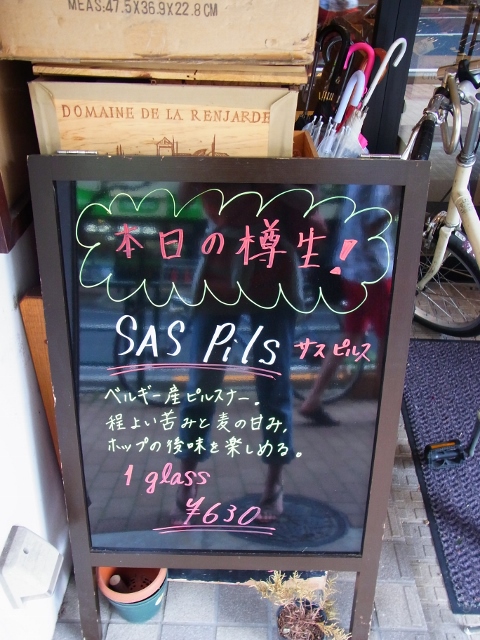 MEAS: 47.5X36.9X22.8 CM
DOMAINE DE LA RENJARDE
本日の樽生!
SAS Pils サスピルス
ベルギー産ピルスナー。
程よい苦みと麦の甘み,
ホップの後味を楽しめる。
1 glass
¥630